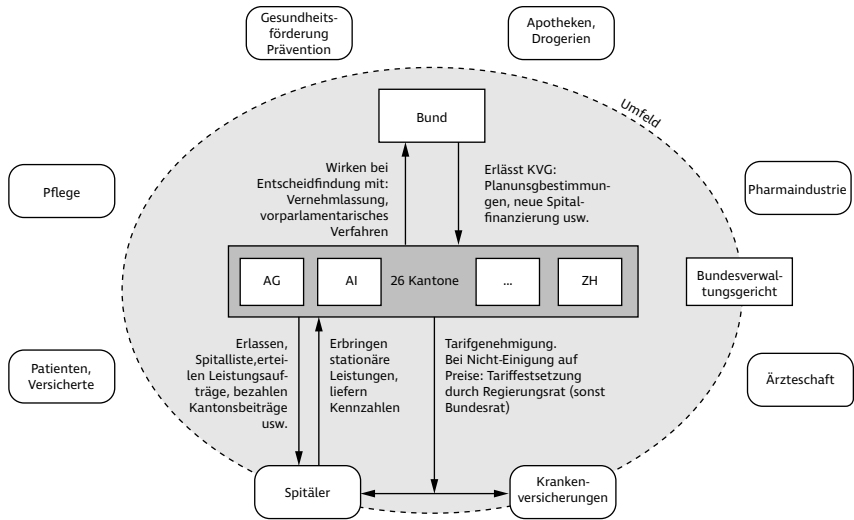 Gesundheits-
förderung
Prävention
Apotheken,
Drogerien
Umfeld
Bund
Pflege
Pharmaindustrie
Wirken bei
Entscheidfindung mit:
Vernehmlassung,
vorparlamentarisches
Verfahren
Erlässt KVG:
Planunsgbestimmun-
gen, neue Spital-
finanzierung usw.
AG
AI
26 Kantone
...
ZH
Bundesverwal-
tungsgericht
Patienten,
Versicherte
Erlassen,
Spitalliste,ertei-
len Leistungsauf-
träge, bezahlen
Kantonsbeiträge
usw.
Erbringen
stationäre
Leistungen,
liefern
Kennzahlen
Tarifgenehmigung.
Bei Nicht-Einigung auf
Preise: Tariffestsetzung
durch Regierungsrat (sonst
Bundesrat)
Ärzteschaft
Spitäler
Kranken-
versicherungen